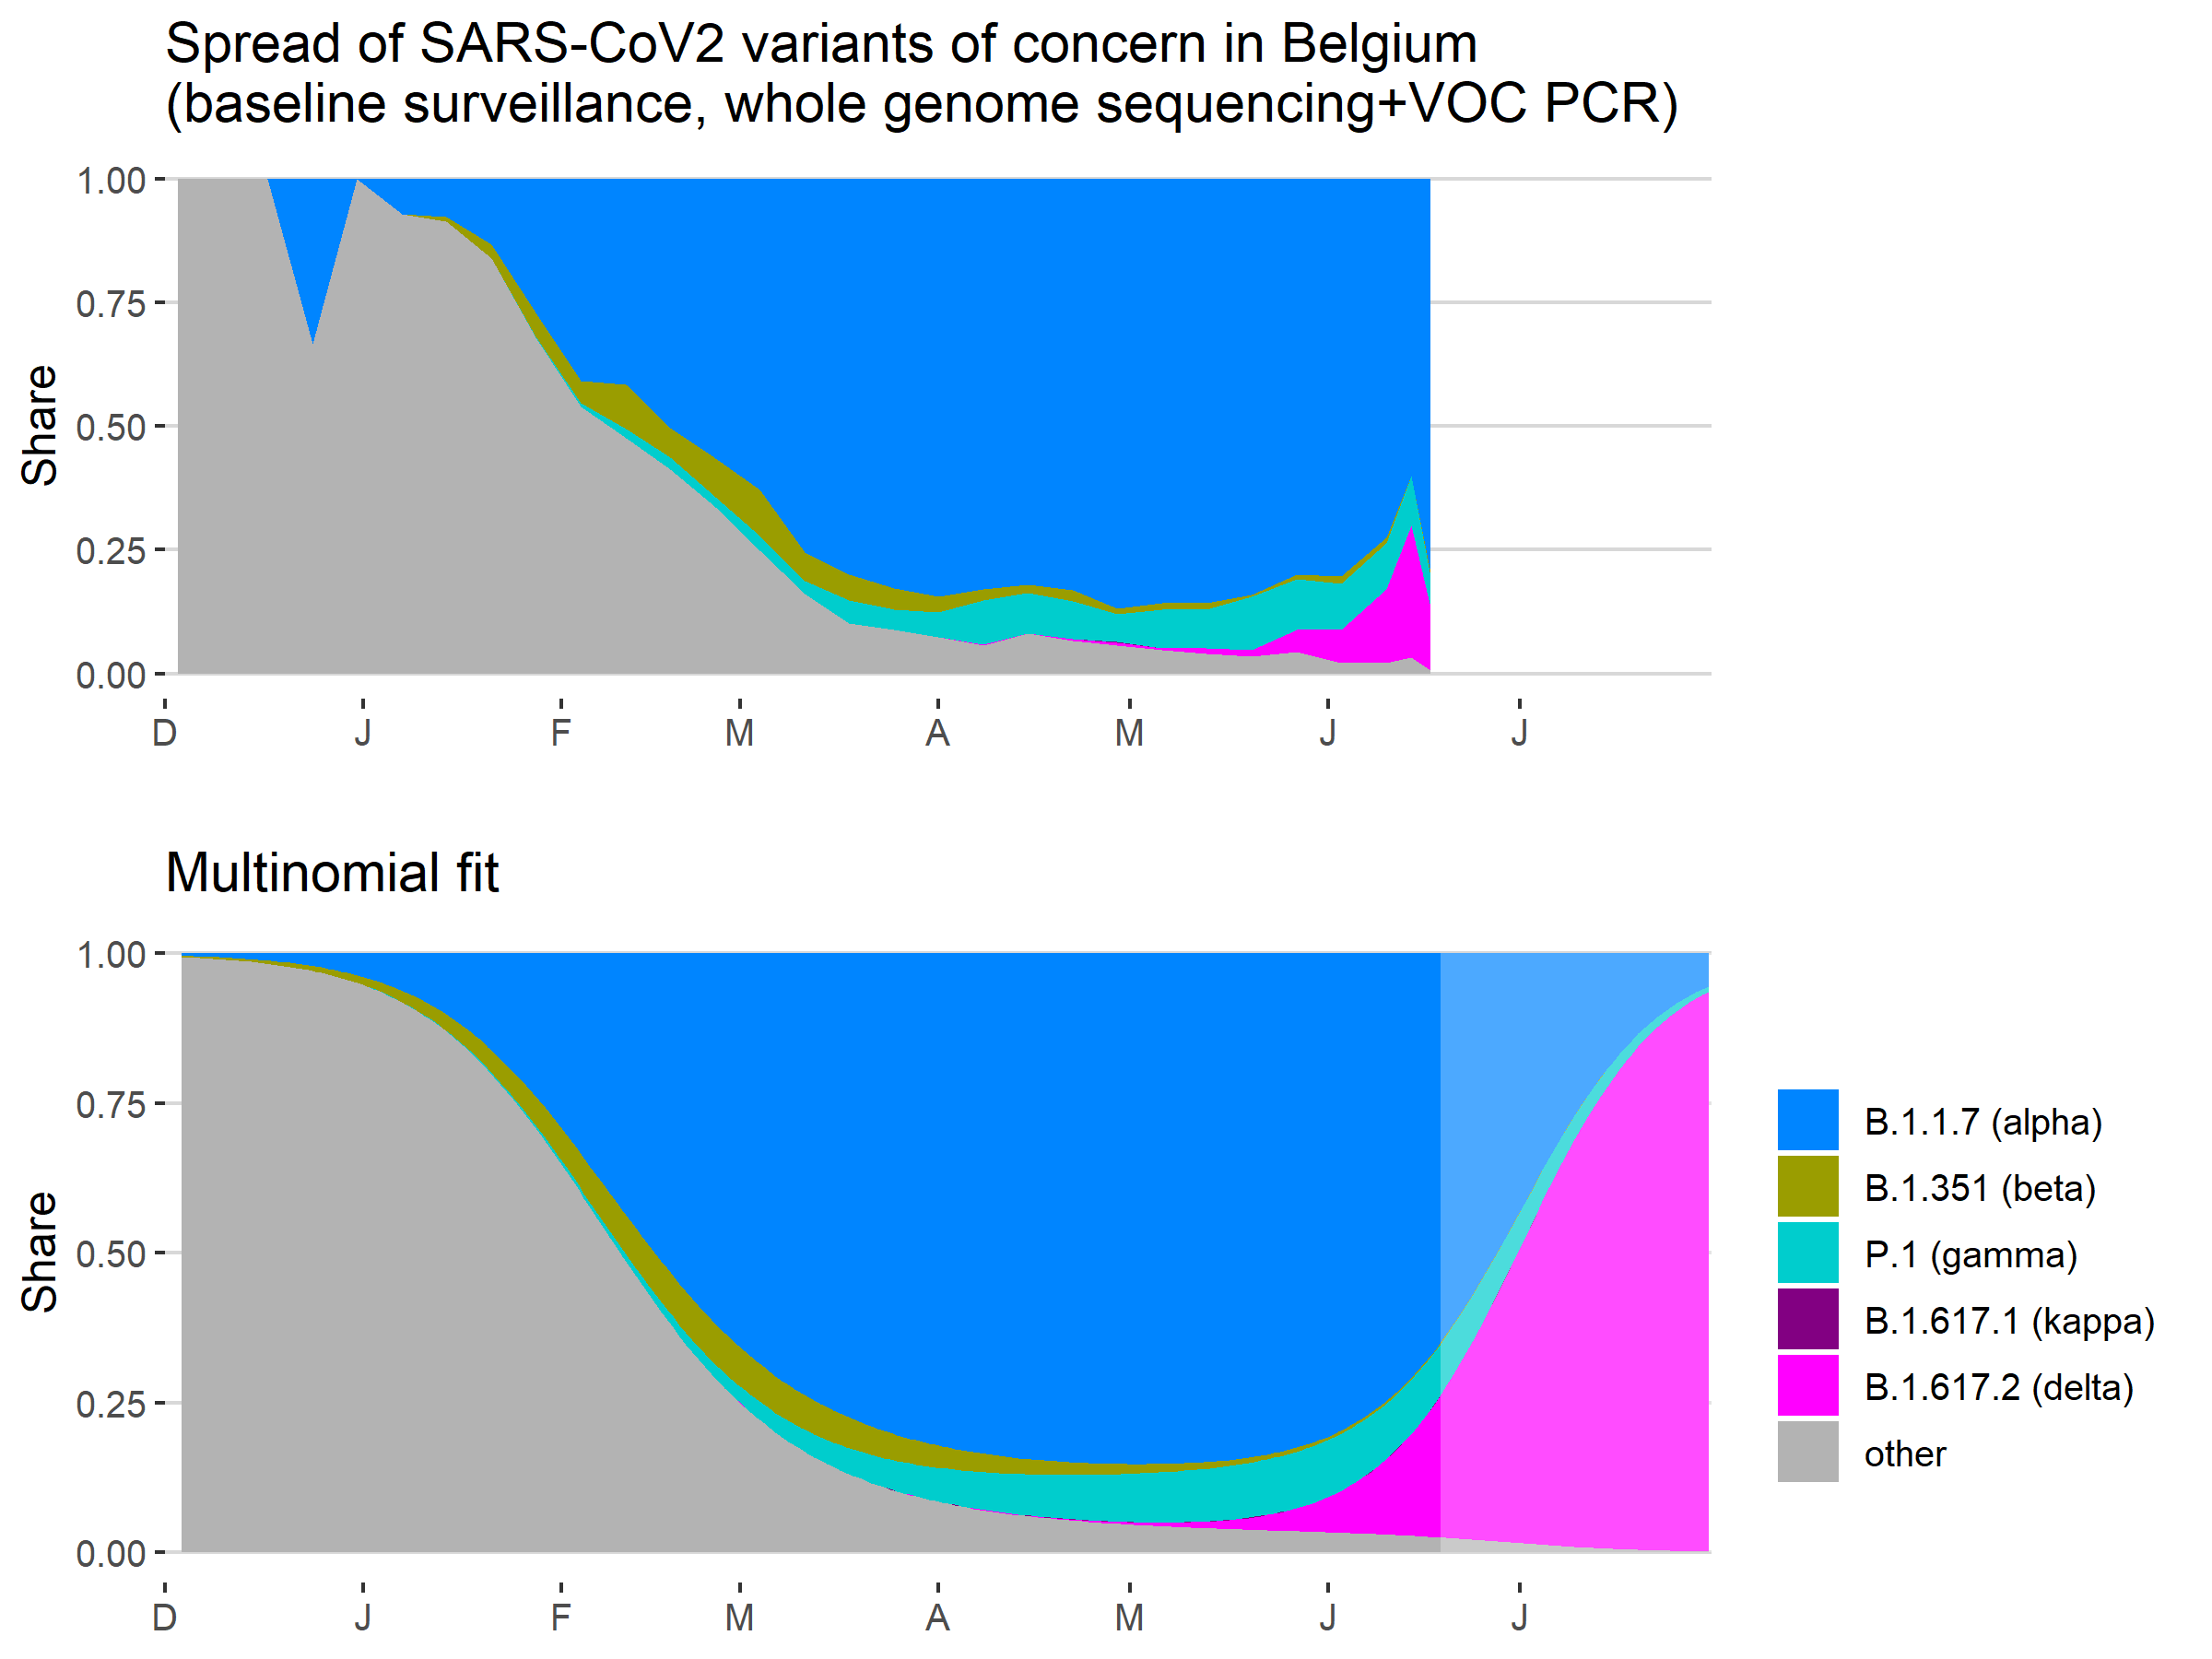 Spread of SARS-CoV2 variants of concern in Belgium
(baseline surveillance, whole genome sequencing+VOC PCR)
1.00
0.75
0.50
0.25
0.00
Share
D J F M A M J J
Multinomial fit
1.00
0.75
0.50
0.25
0.00
Share
D J F M A M J J
B.1.1.7 (alpha)
B.1.351 (beta)
P.1 (gamma)
B.1.617.1 (kappa)
B.1.617.2 (delta)
other